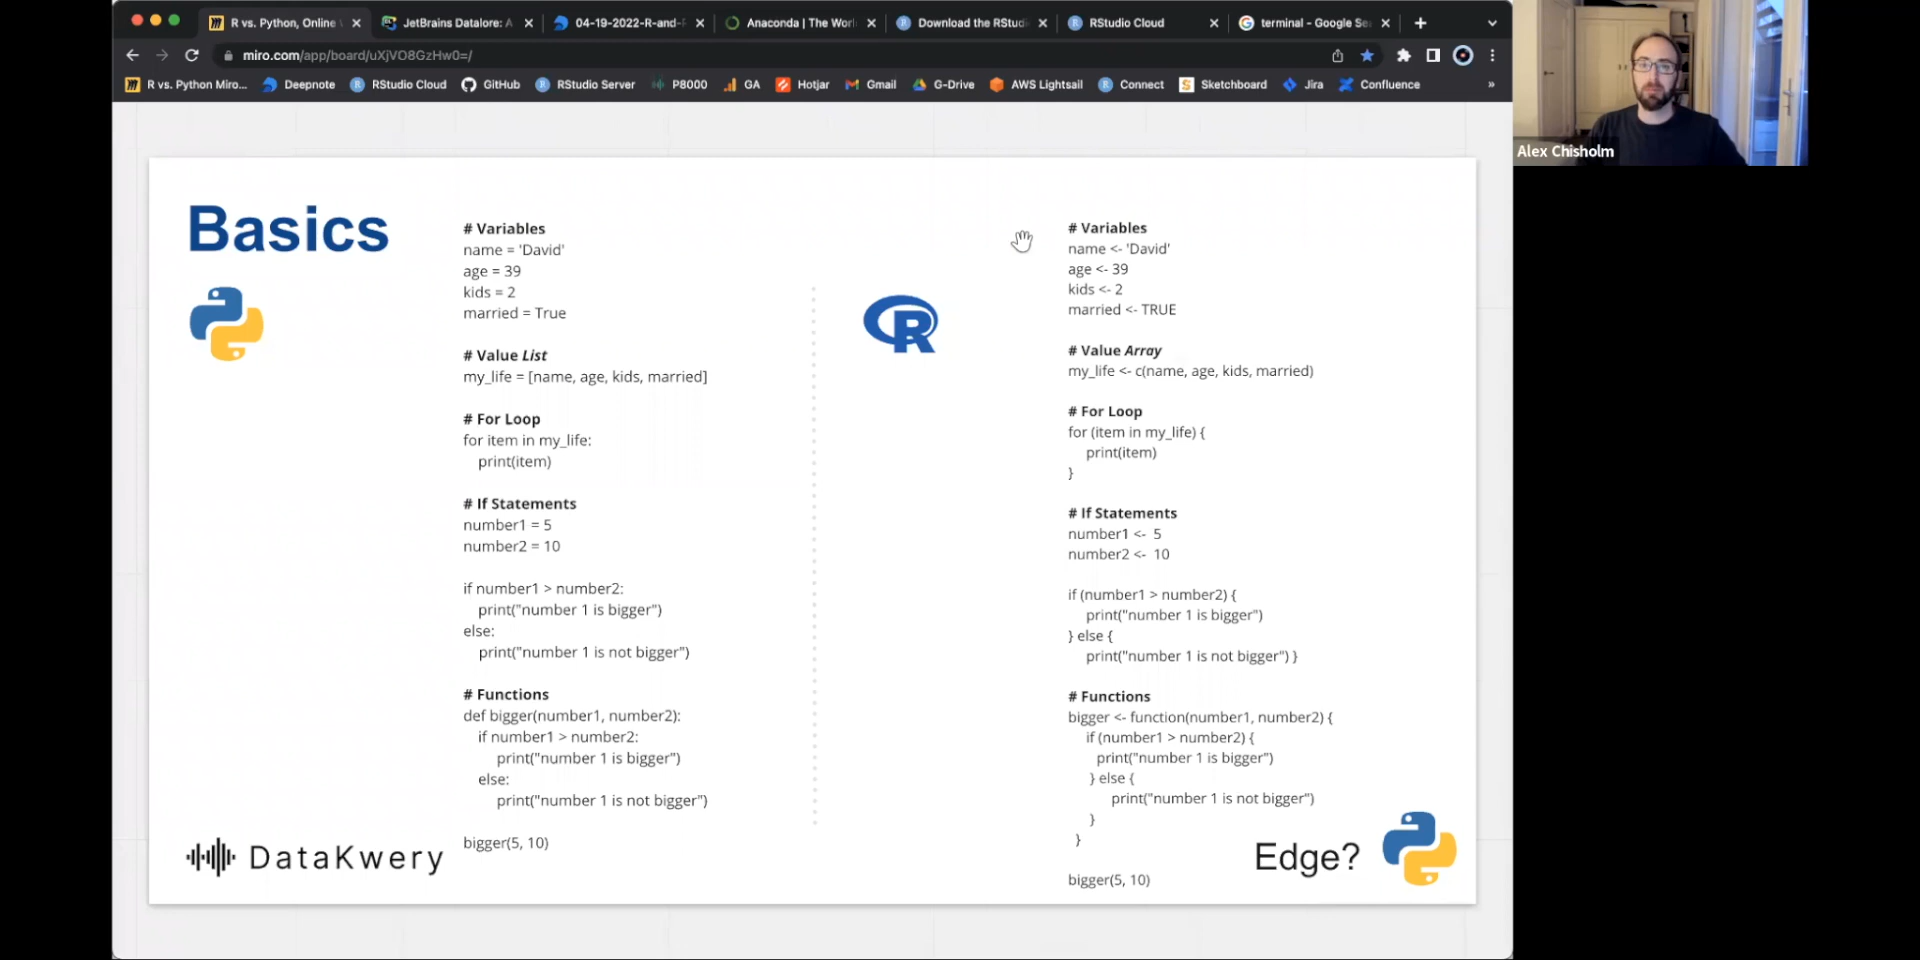 R vs. Python, Online
JetBrains Datalore: A
04-19-2022-R-and-
Anaconda | The Worl
Download the RStud
RStudio Cloud
terminal - Google Se
miro.com/app/board/uXjVO8GzHw0=/
R vs. Python Miro...
Deepnote
RStudio Cloud
GitHub
RStudio Server
P8000
GA
Hotjar
Gmail
G-Drive
AWS Lightsail
Connect
Sketchboard
Jira
Confluence
»
Alex Chisholm
Basics
# Variables
name = 'David'
age = 39
kids = 2
married = True
# Value List
my_life = [name, age, kids, married]
# For Loop
for item in my_life:
print(item)
# If Statements
number1 = 5
number2 = 10
if number1 > number2:
print("number 1 is bigger")
else:
print("number 1 is not bigger")
# Functions
def bigger(number1, number2):
if number1 > number2:
print("number 1 is bigger")
else:
print("number 1 is not bigger")
bigger(5, 10)
R
# Variables
name <- 'David'
age <- 39
kids <- 2
married <- TRUE
# Value Array
my_life <- c(name, age, kids, married)
# For Loop
for (item in my_life) {
print(item)
}
# If Statements
number1 <- 5
number2 <- 10
if (number1 > number2) {
print("number 1 is bigger")
} else {
print("number 1 is not bigger") }
# Functions
bigger <- function(number1, number2) {
if (number1 > number2) {
print("number 1 is bigger")
} else {
print("number 1 is not bigger")
}
}
bigger(5, 10)
DataKwery
Edge?